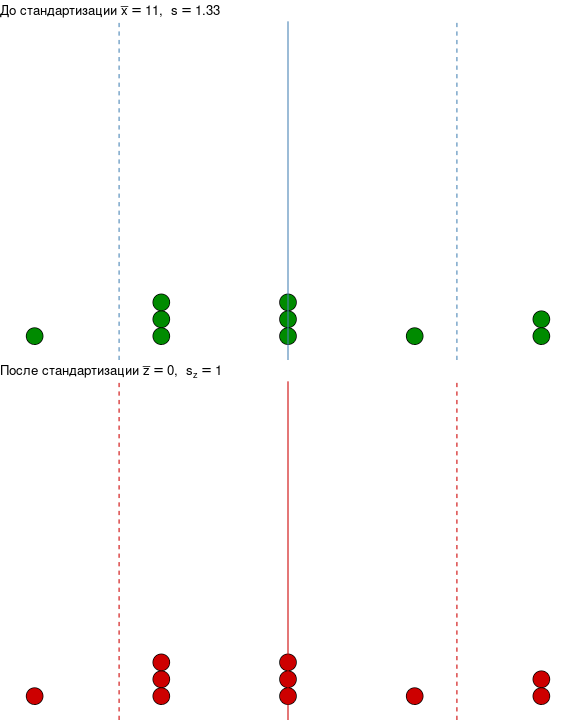 До стандартизации x̅ = 11, s = 1.33
После стандартизации z̅ = 0, s_z = 1